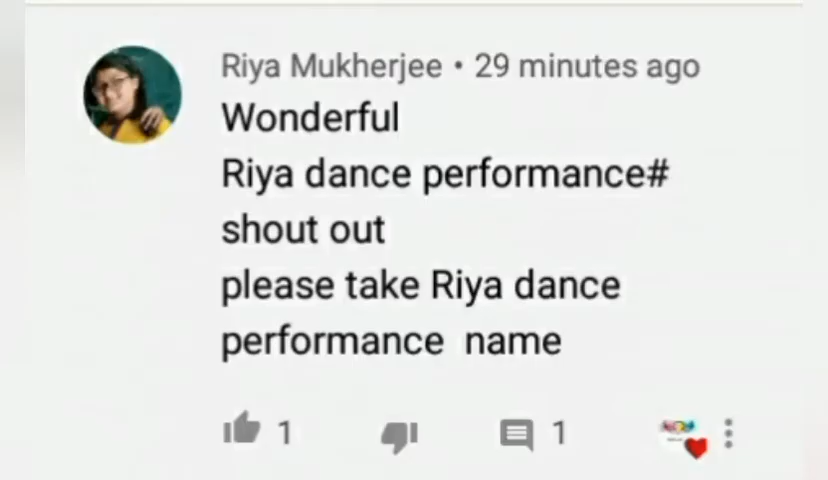 Riya Mukherjee • 29 minutes ago
Wonderful
Riya dance performance#
shout out
please take Riya dance
performance name
1 1